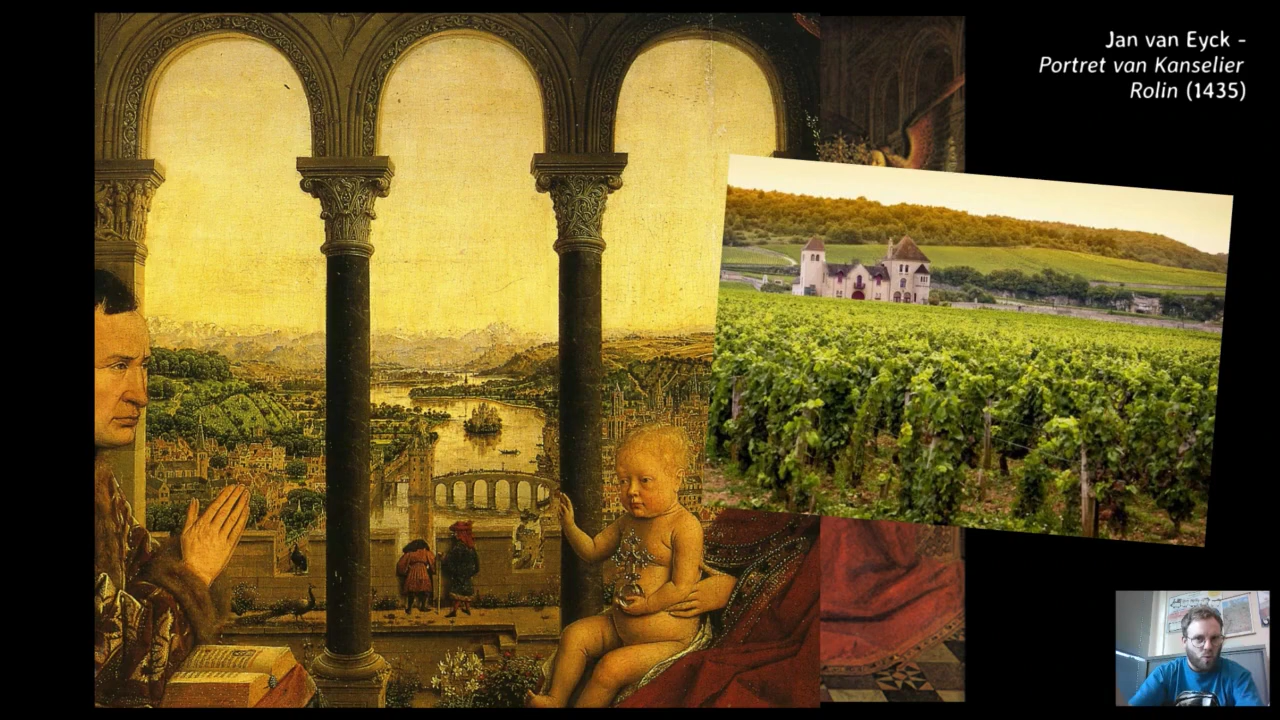 Jan van Eyck -
Portret van Kanselier
Rolin (1435)